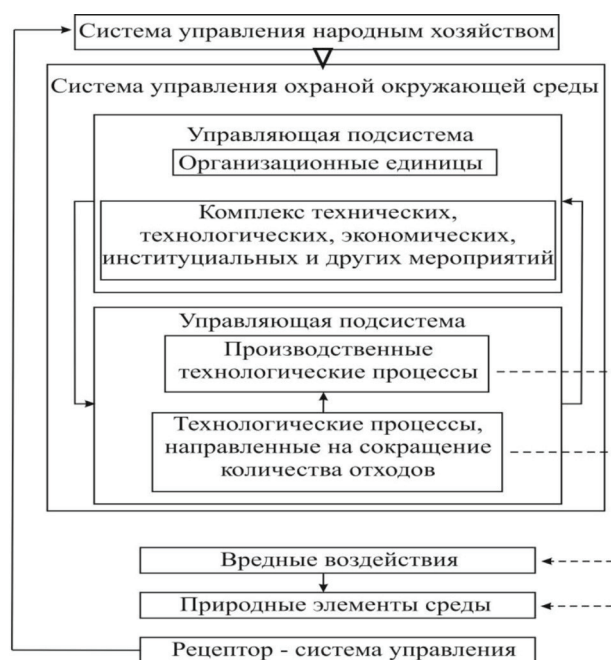 Система управления народным хозяйством
Система управления охраной окружающей среды
Управляющая подсистема
Организационные единицы
Комплекс технических,
технологических, экономических,
институциальных и других мероприятий
Управляющая подсистема
Производственные
технологические процессы
Технологические процессы,
направленные на сокращение
количества отходов
Вредные воздействия
Природные элементы среды
Рецептор - система управления